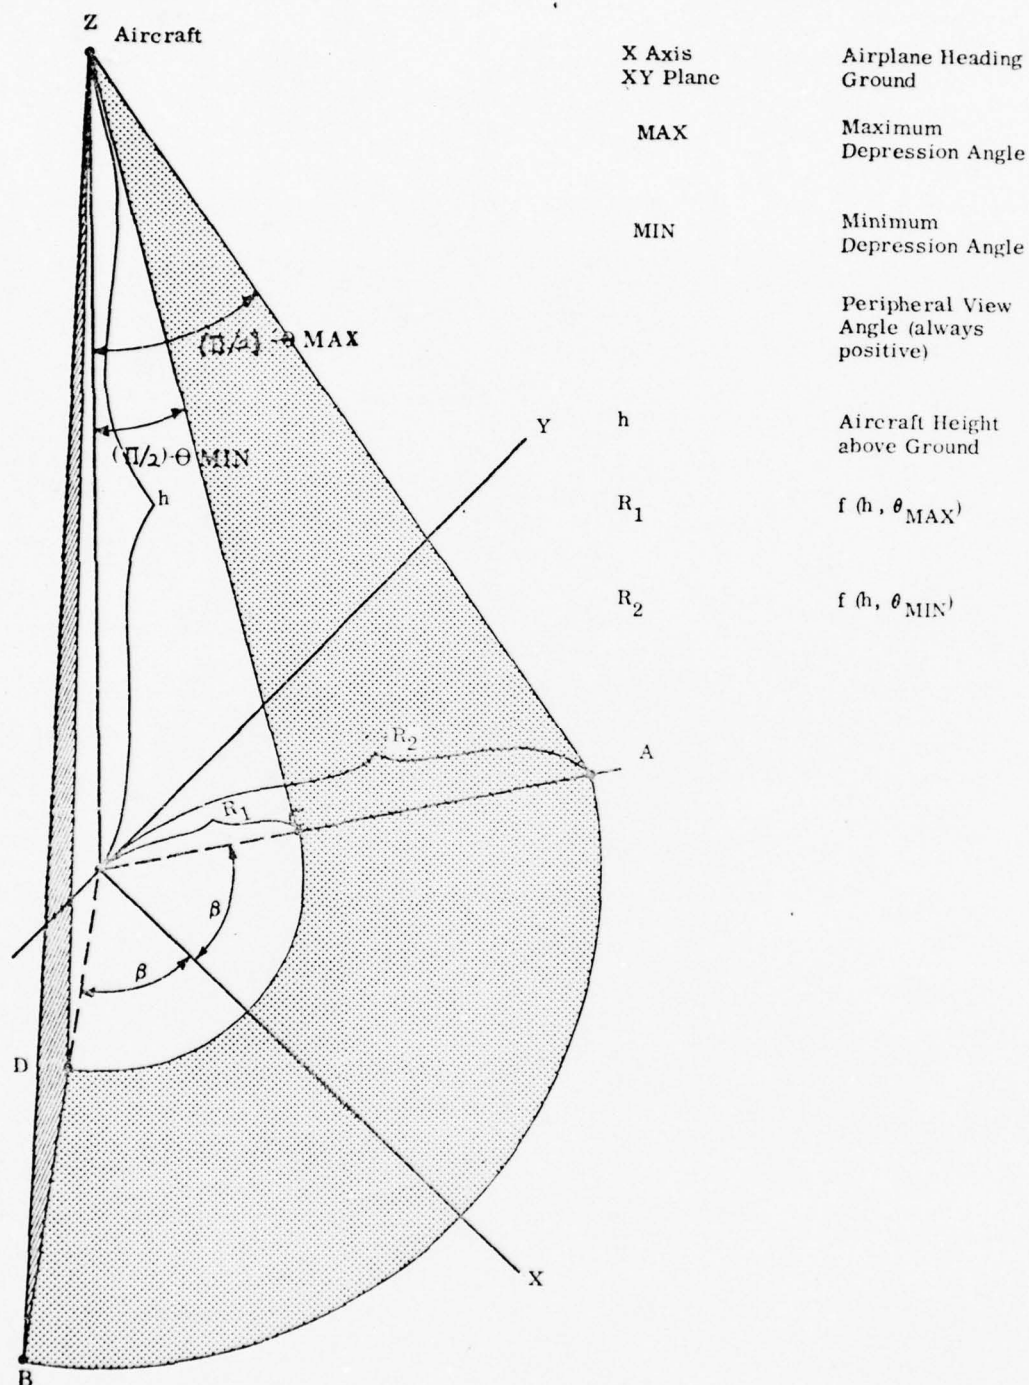 Z
Aircraft
X Axis Airplane Heading
XY Plane Ground
MAX Maximum
Depression Angle
MIN Minimum
Depression Angle
Peripheral View
Angle (always
positive)
h Aircraft Height
above Ground
R1 f (h, θMAX)
R2 f (h, θMIN)
θ MAX
(Π/2)-θ MIN
h
Y
R2
A
R1
β
β
D
X
B